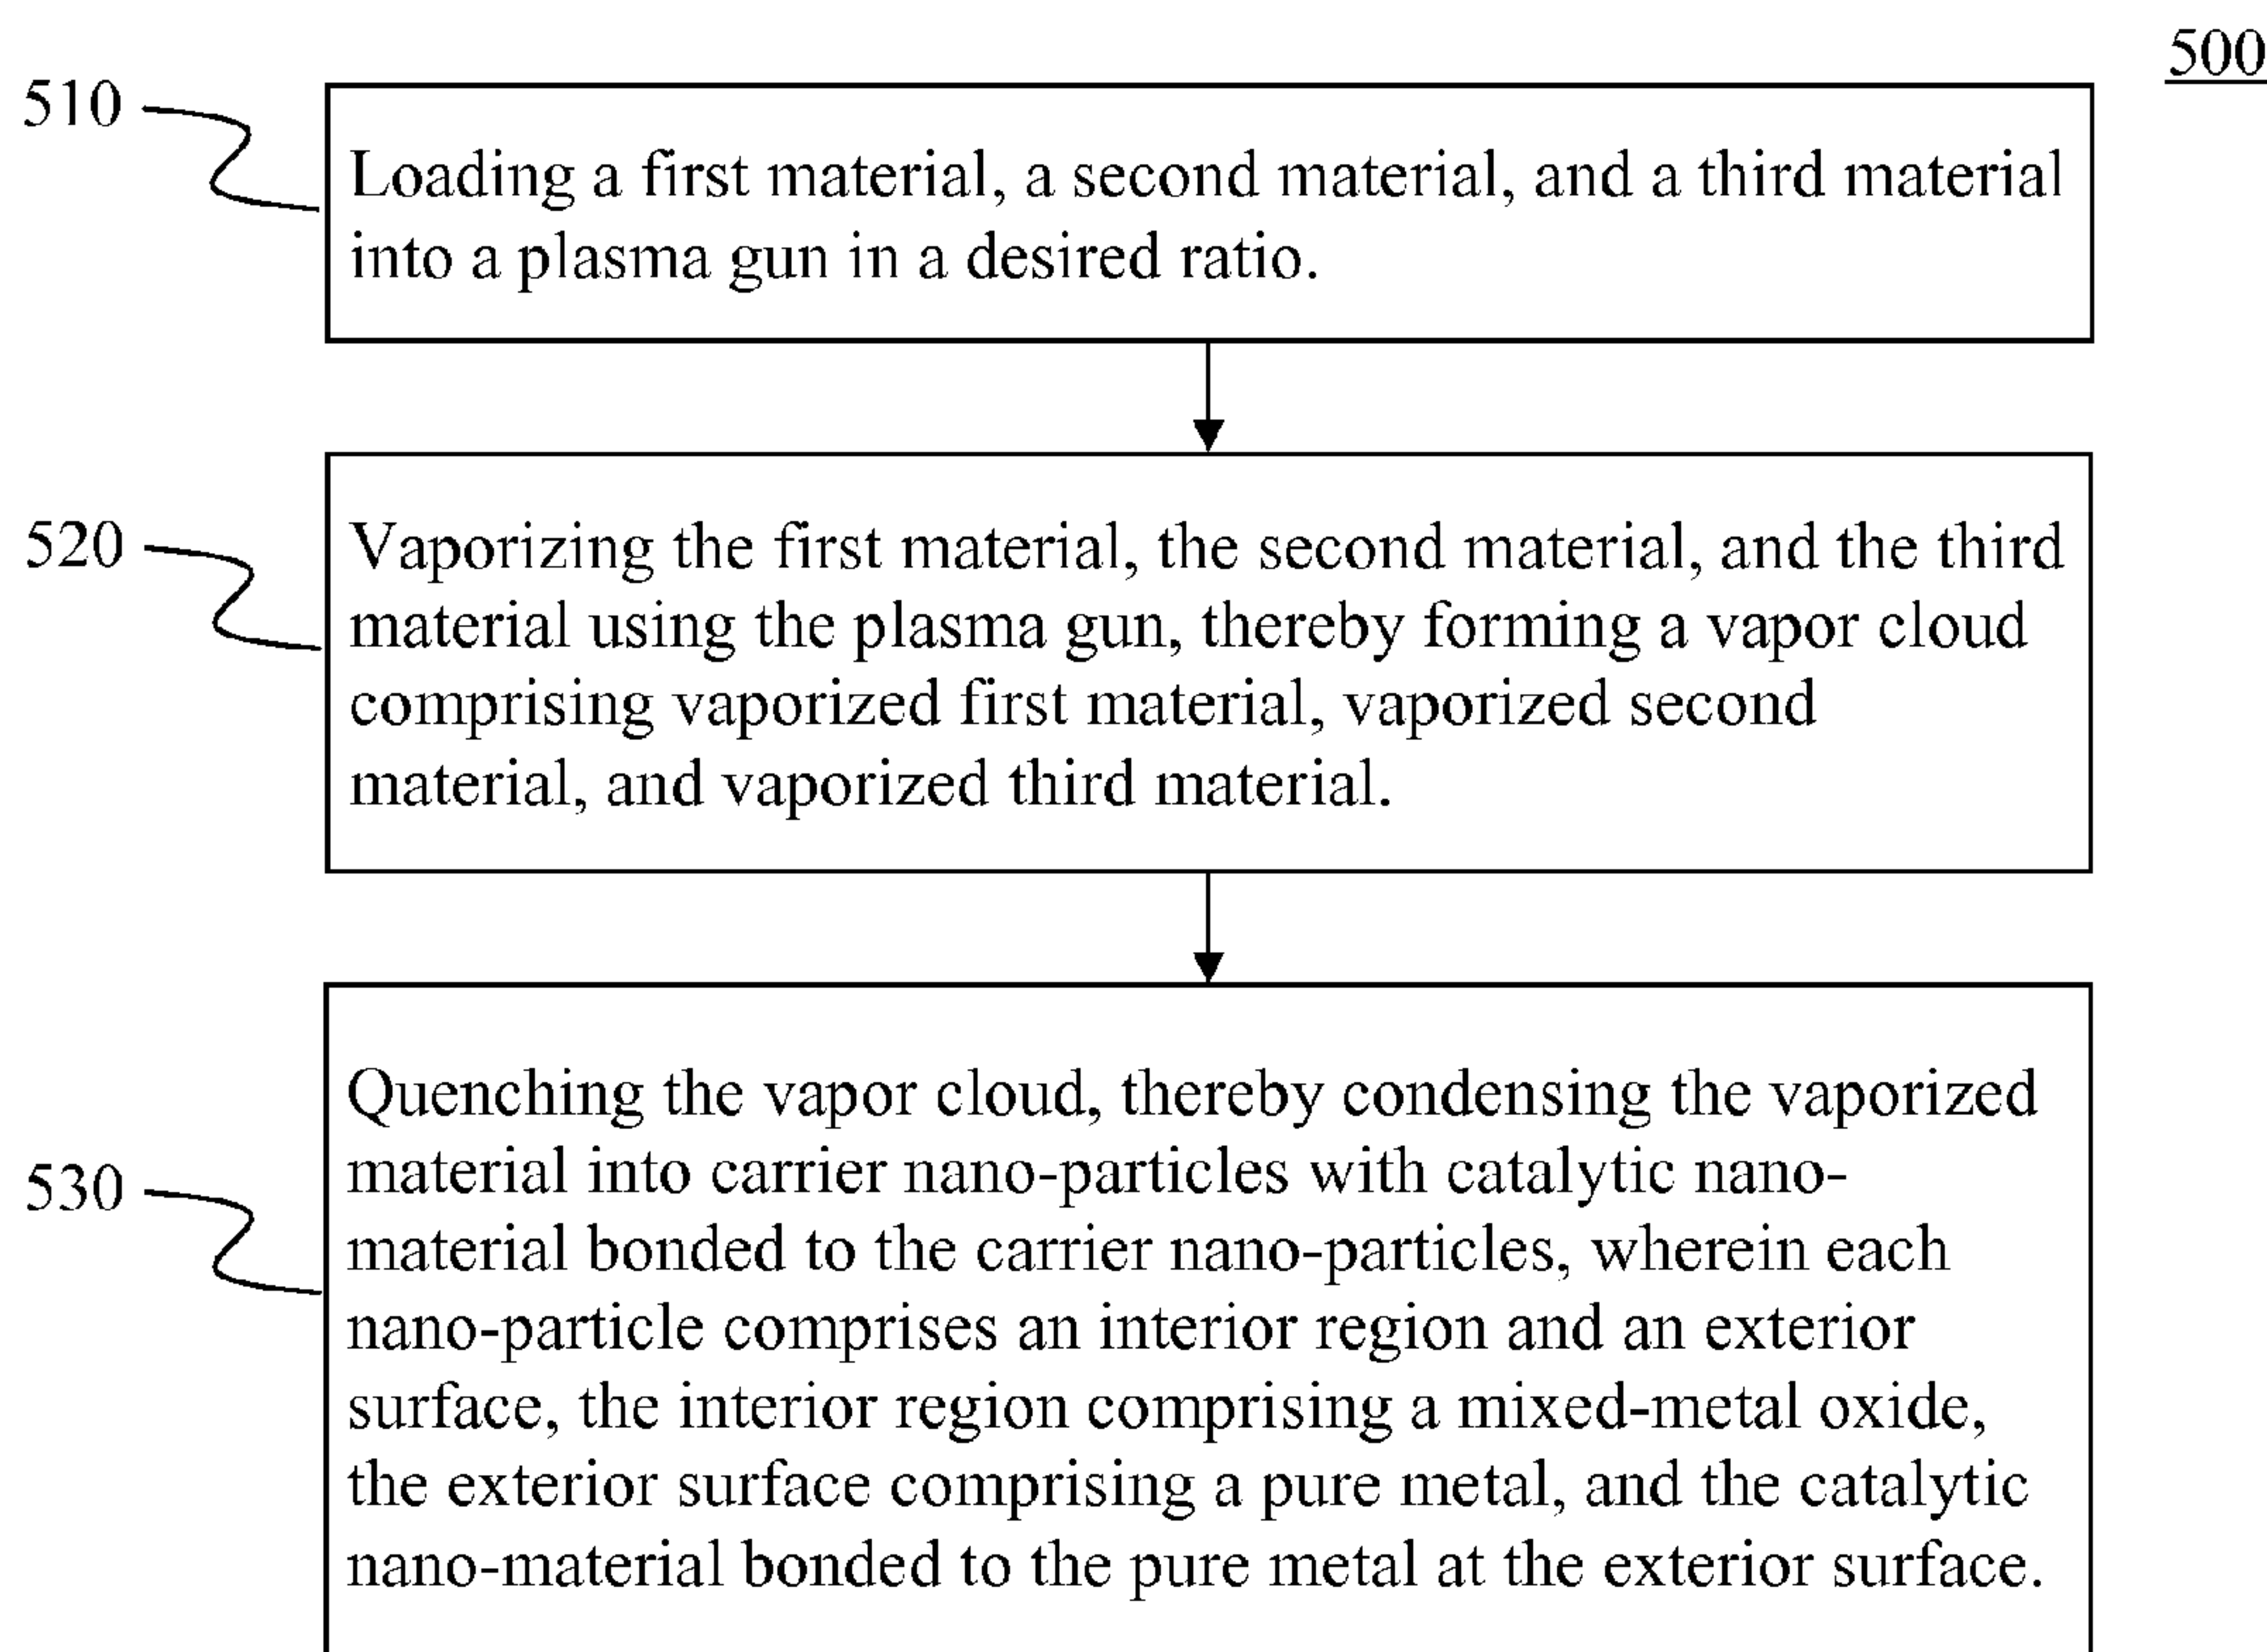 500
510
Loading a first material, a second material, and a third material
into a plasma gun in a desired ratio.
520
Vaporizing the first material, the second material, and the third
material using the plasma gun, thereby forming a vapor cloud
comprising vaporized first material, vaporized second
material, and vaporized third material.
530
Quenching the vapor cloud, thereby condensing the vaporized
material into carrier nano-particles with catalytic nano-
material bonded to the carrier nano-particles, wherein each
nano-particle comprises an interior region and an exterior
surface, the interior region comprising a mixed-metal oxide,
the exterior surface comprising a pure metal, and the catalytic
nano-material bonded to the pure metal at the exterior surface.